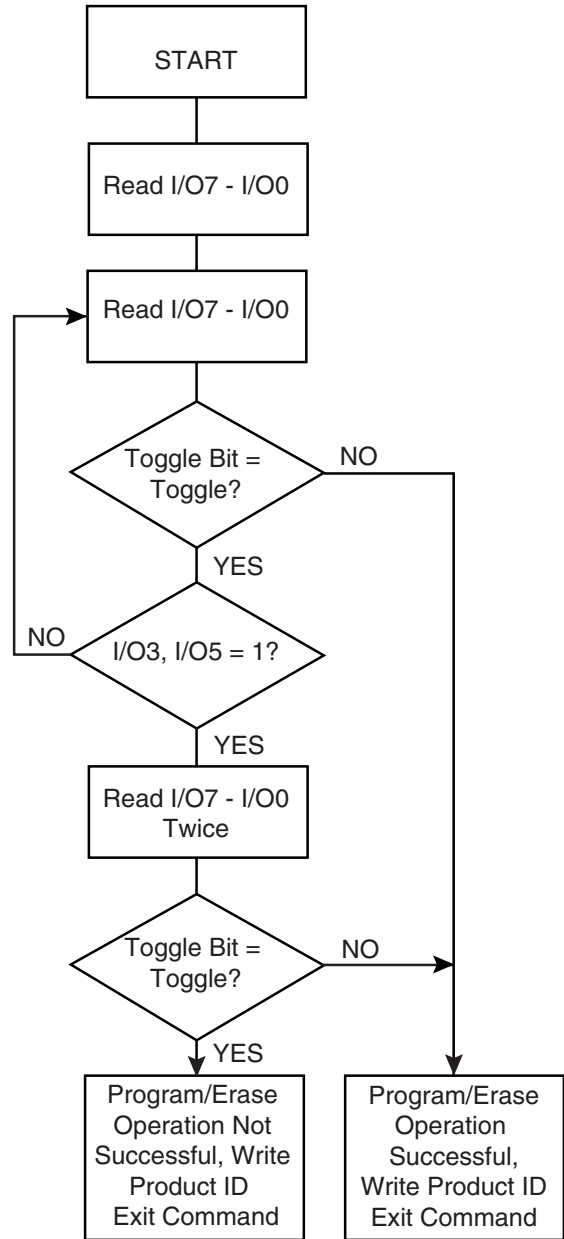 START
Read I/O7 - I/O0
Read I/O7 - I/O0
Toggle Bit =
Toggle?
NO
YES
NO
I/O3, I/O5 = 1?
YES
Read I/O7 - I/O0
Twice
Toggle Bit =
Toggle?
NO
YES
Program/Erase
Operation Not
Successful, Write
Product ID
Exit Command
Program/Erase
Operation
Successful,
Write Product ID
Exit Command